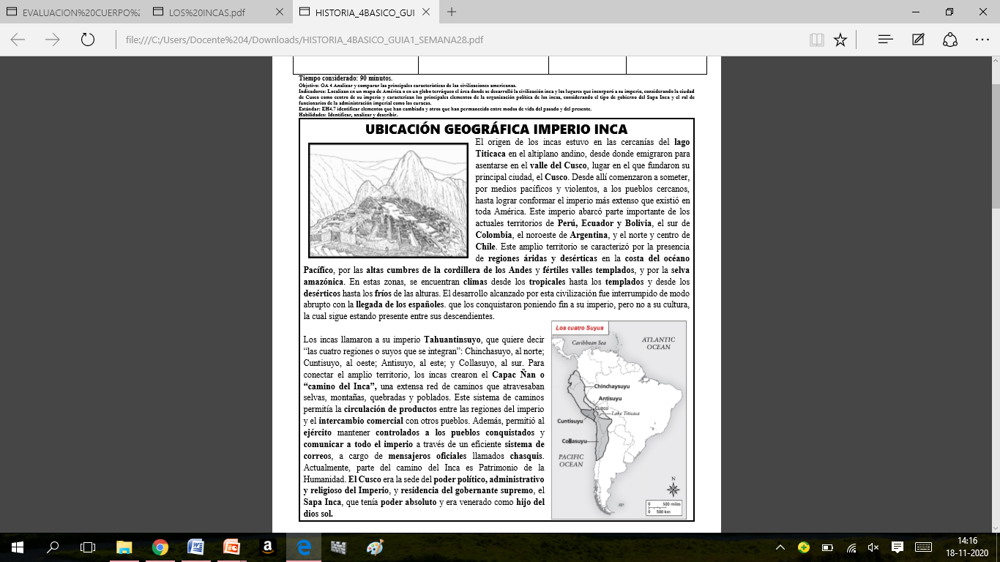 EVALUACION%20CUERPO%2
LOS%20INCAS.pdf
HISTORIA_4BASICO_GUI
file:///C:/Users/Docente%204/Downloads/HISTORIA_4BASICO_GUIA1_SEMANA28.pdf
Tiempo considerado: 90 minutos.
Objetivo: OA 4 Analizar y comparar las principales características de las civilizaciones americanas.
Indicadores: Localizan en un mapa de América o en un globo terráqueo el área donde se desarrolló la civilización inca y los lugares que incorporó a su imperio, considerando la ciudad
de Cusco como centro de su imperio y caracterizan los principales elementos de la organización política de los incas, considerando el tipo de gobierno del Sapa Inca y el rol de
funcionarios de la administración imperial como los curacas.
Estándar: EH4.7 identificar elementos que han cambiado y otros que han permanecido entre modos de vida del pasado y del presente.
Habilidades: Identificar, analizar y describir.
UBICACIÓN GEOGRÁFICA IMPERIO INCA
El origen de los incas estuvo en las cercanías del lago
Titicaca en el altiplano andino, desde donde emigraron para
asentarse en el valle del Cusco, lugar en el que fundaron su
principal ciudad, el Cusco. Desde allí comenzaron a someter,
por medios pacíficos y violentos, a los pueblos cercanos,
hasta lograr conformar el imperio más extenso que existió en
toda América. Este imperio abarcó parte importante de los
actuales territorios de Perú, Ecuador y Bolivia, el sur de
Colombia, el noroeste de Argentina, y el norte y centro de
Chile. Este amplio territorio se caracterizó por la presencia
de regiones áridas y desérticas en la costa del océano
Pacífico, por las altas cumbres de la cordillera de los Andes y fértiles valles templados, y por la selva
amazónica. En estas zonas, se encuentran climas desde los tropicales hasta los templados y desde los
desérticos hasta los fríos de las alturas. El desarrollo alcanzado por esta civilización fue interrumpido de modo
abrupto con la llegada de los españoles. que los conquistaron poniendo fin a su imperio, pero no a su cultura,
la cual sigue estando presente entre sus descendientes.
Los incas llamaron a su imperio Tahuantinsuyo, que quiere decir
“las cuatro regiones o suyos que se integran”: Chinchasuyo, al norte;
Cuntisuyo, al oeste; Antisuyo, al este; y Collasuyo, al sur. Para
conectar el amplio territorio, los incas crearon el Capac Ñan o
“camino del Inca”, una extensa red de caminos que atravesaban
selvas, montañas, quebradas y poblados. Este sistema de caminos
permitía la circulación de productos entre las regiones del imperio
y el intercambio comercial con otros pueblos. Además, permitió al
ejército mantener controlados a los pueblos conquistados y
comunicar a todo el imperio a través de un eficiente sistema de
correos, a cargo de mensajeros oficiales llamados chasquis.
Actualmente, parte del camino del Inca es Patrimonio de la
Humanidad. El Cusco era la sede del poder político, administrativo
y religioso del Imperio, y residencia del gobernante supremo, el
Sapa Inca, que tenía poder absoluto y era venerado como hijo del
dios sol.
Los cuatro Suyus
Caribbean Sea
ATLANTIC
OCEAN
Chinchaysuyu
Antisuyu
Cuzco
Lake Titicaca
Cuntisuyu
Collasuyu
PACIFIC
OCEAN
N
0 500 miles
0 500 km
14:16
18-11-2020